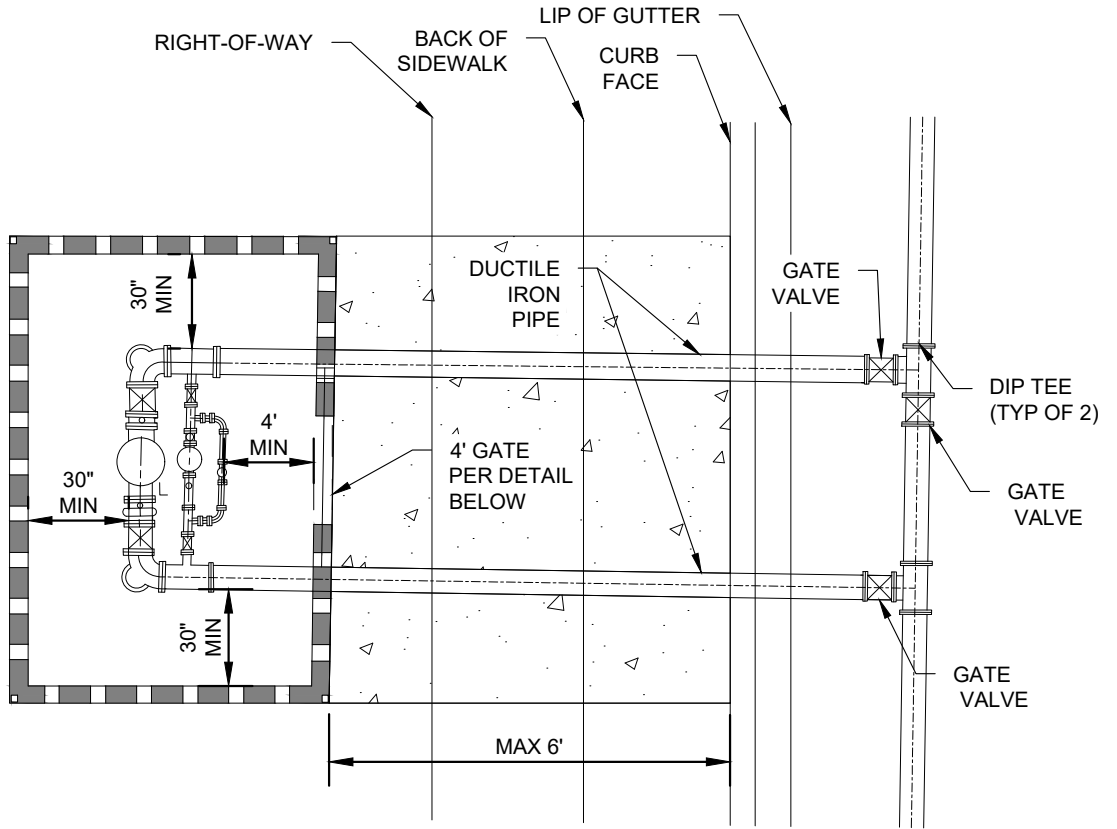 LIP OF GUTTER
RIGHT-OF-WAY
BACK OF
SIDEWALK
CURB
FACE
DUCTILE
IRON
PIPE
GATE
VALVE
30"
MIN
DIP TEE
(TYP OF 2)
4'
MIN
4' GATE
PER DETAIL
BELOW
30"
MIN
GATE
VALVE
30"
MIN
GATE
VALVE
MAX 6'